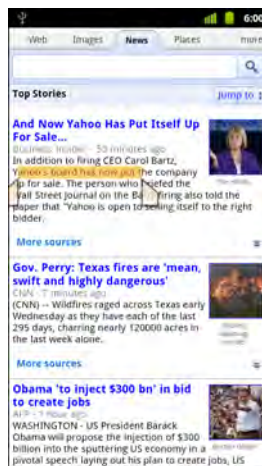 6:00
Web Images News Places more
Top Stories Jump to
And Now Yahoo Has Put Itself Up
For Sale...
Business Insider - 50 minutes ago
In addition to firing CEO Carol Bartz,
Yahoo's board has now put the company
up for sale. The person who briefed the
Wall Street Journal on the Ba firing also told the
paper that "Yahoo is open to selling itself to the right
bidder.
More sources
Gov. Perry: Texas fires are 'mean,
swift and highly dangerous'
CNN - 7 minutes ago
(CNN) -- Wildfires raged across Texas early
Wednesday as they have each of the last
295 days, charring nearly 120000 acres in
the last week alone.
More sources
Obama 'to inject $300 bn' in bid
to create jobs
AFP - 1 hour ago
WASHINGTON - US President Barack
Obama will propose the injection of $300
billion into the sputtering US economy in a
pivotal speech laying out his plan to create jobs, US